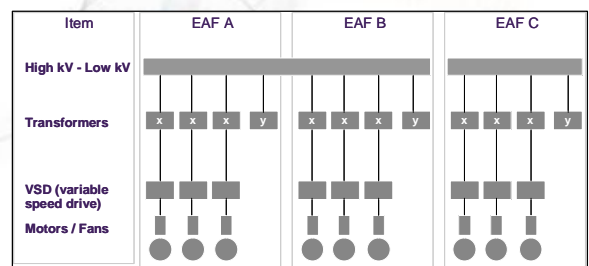 Item EAF A EAF B EAF C
High kV - Low kV
Transformers x x x y x x x y x x x y
VSD (variable
speed drive)
Motors / Fans